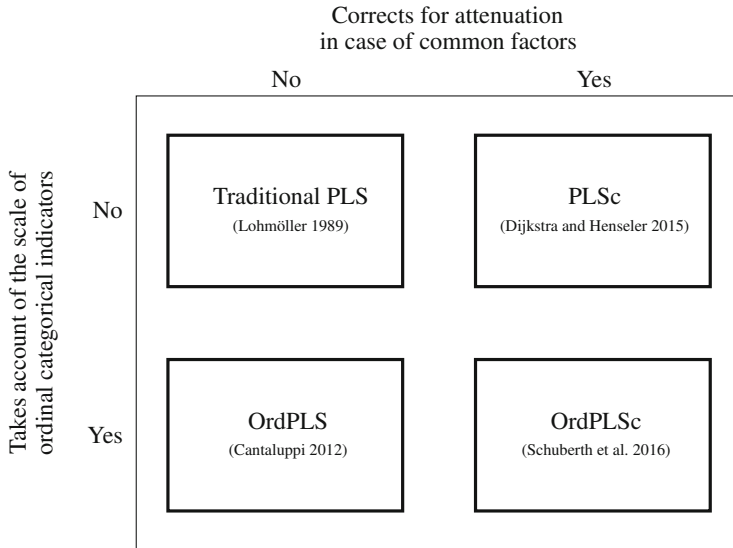 Corrects for attenuation
in case of common factors
No
Yes
Takes account of the scale of
ordinal categorical indicators
No
Traditional PLS
(Lohmöller 1989)
PLSc
(Dijkstra and Henseler 2015)
Yes
OrdPLS
(Cantaluppi 2012)
OrdPLSc
(Schuberth et al. 2016)